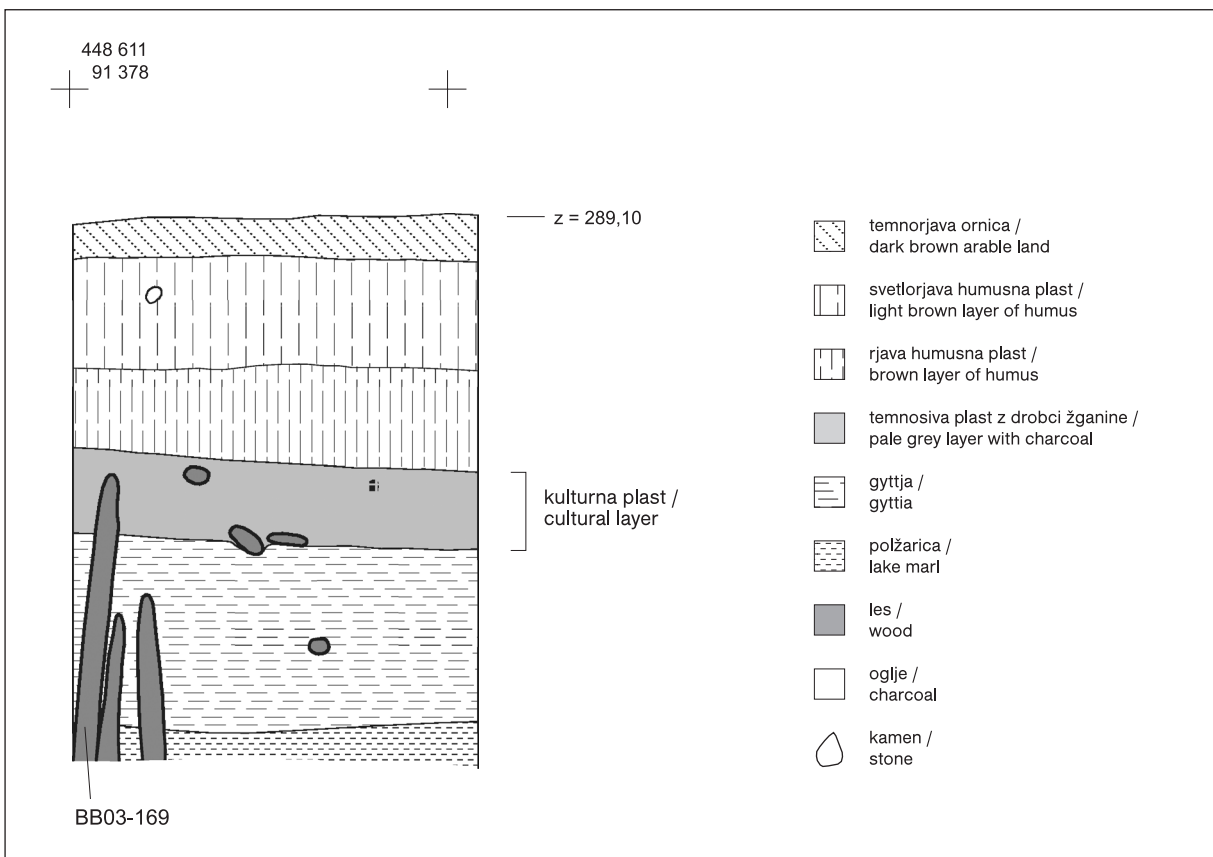 448 611
91 378
z = 289,10
temnorjava ornica /
dark brown arable land
svetlorjava humusna plast /
light brown layer of humus
rjava humusna plast /
brown layer of humus
temnosiva plast z drobci žganine /
pale grey layer with charcoal
kulturna plast /
cultural layer
gyttja /
gyttia
polžarica /
lake marl
les /
wood
oglje /
charcoal
kamen /
stone
BB03-169